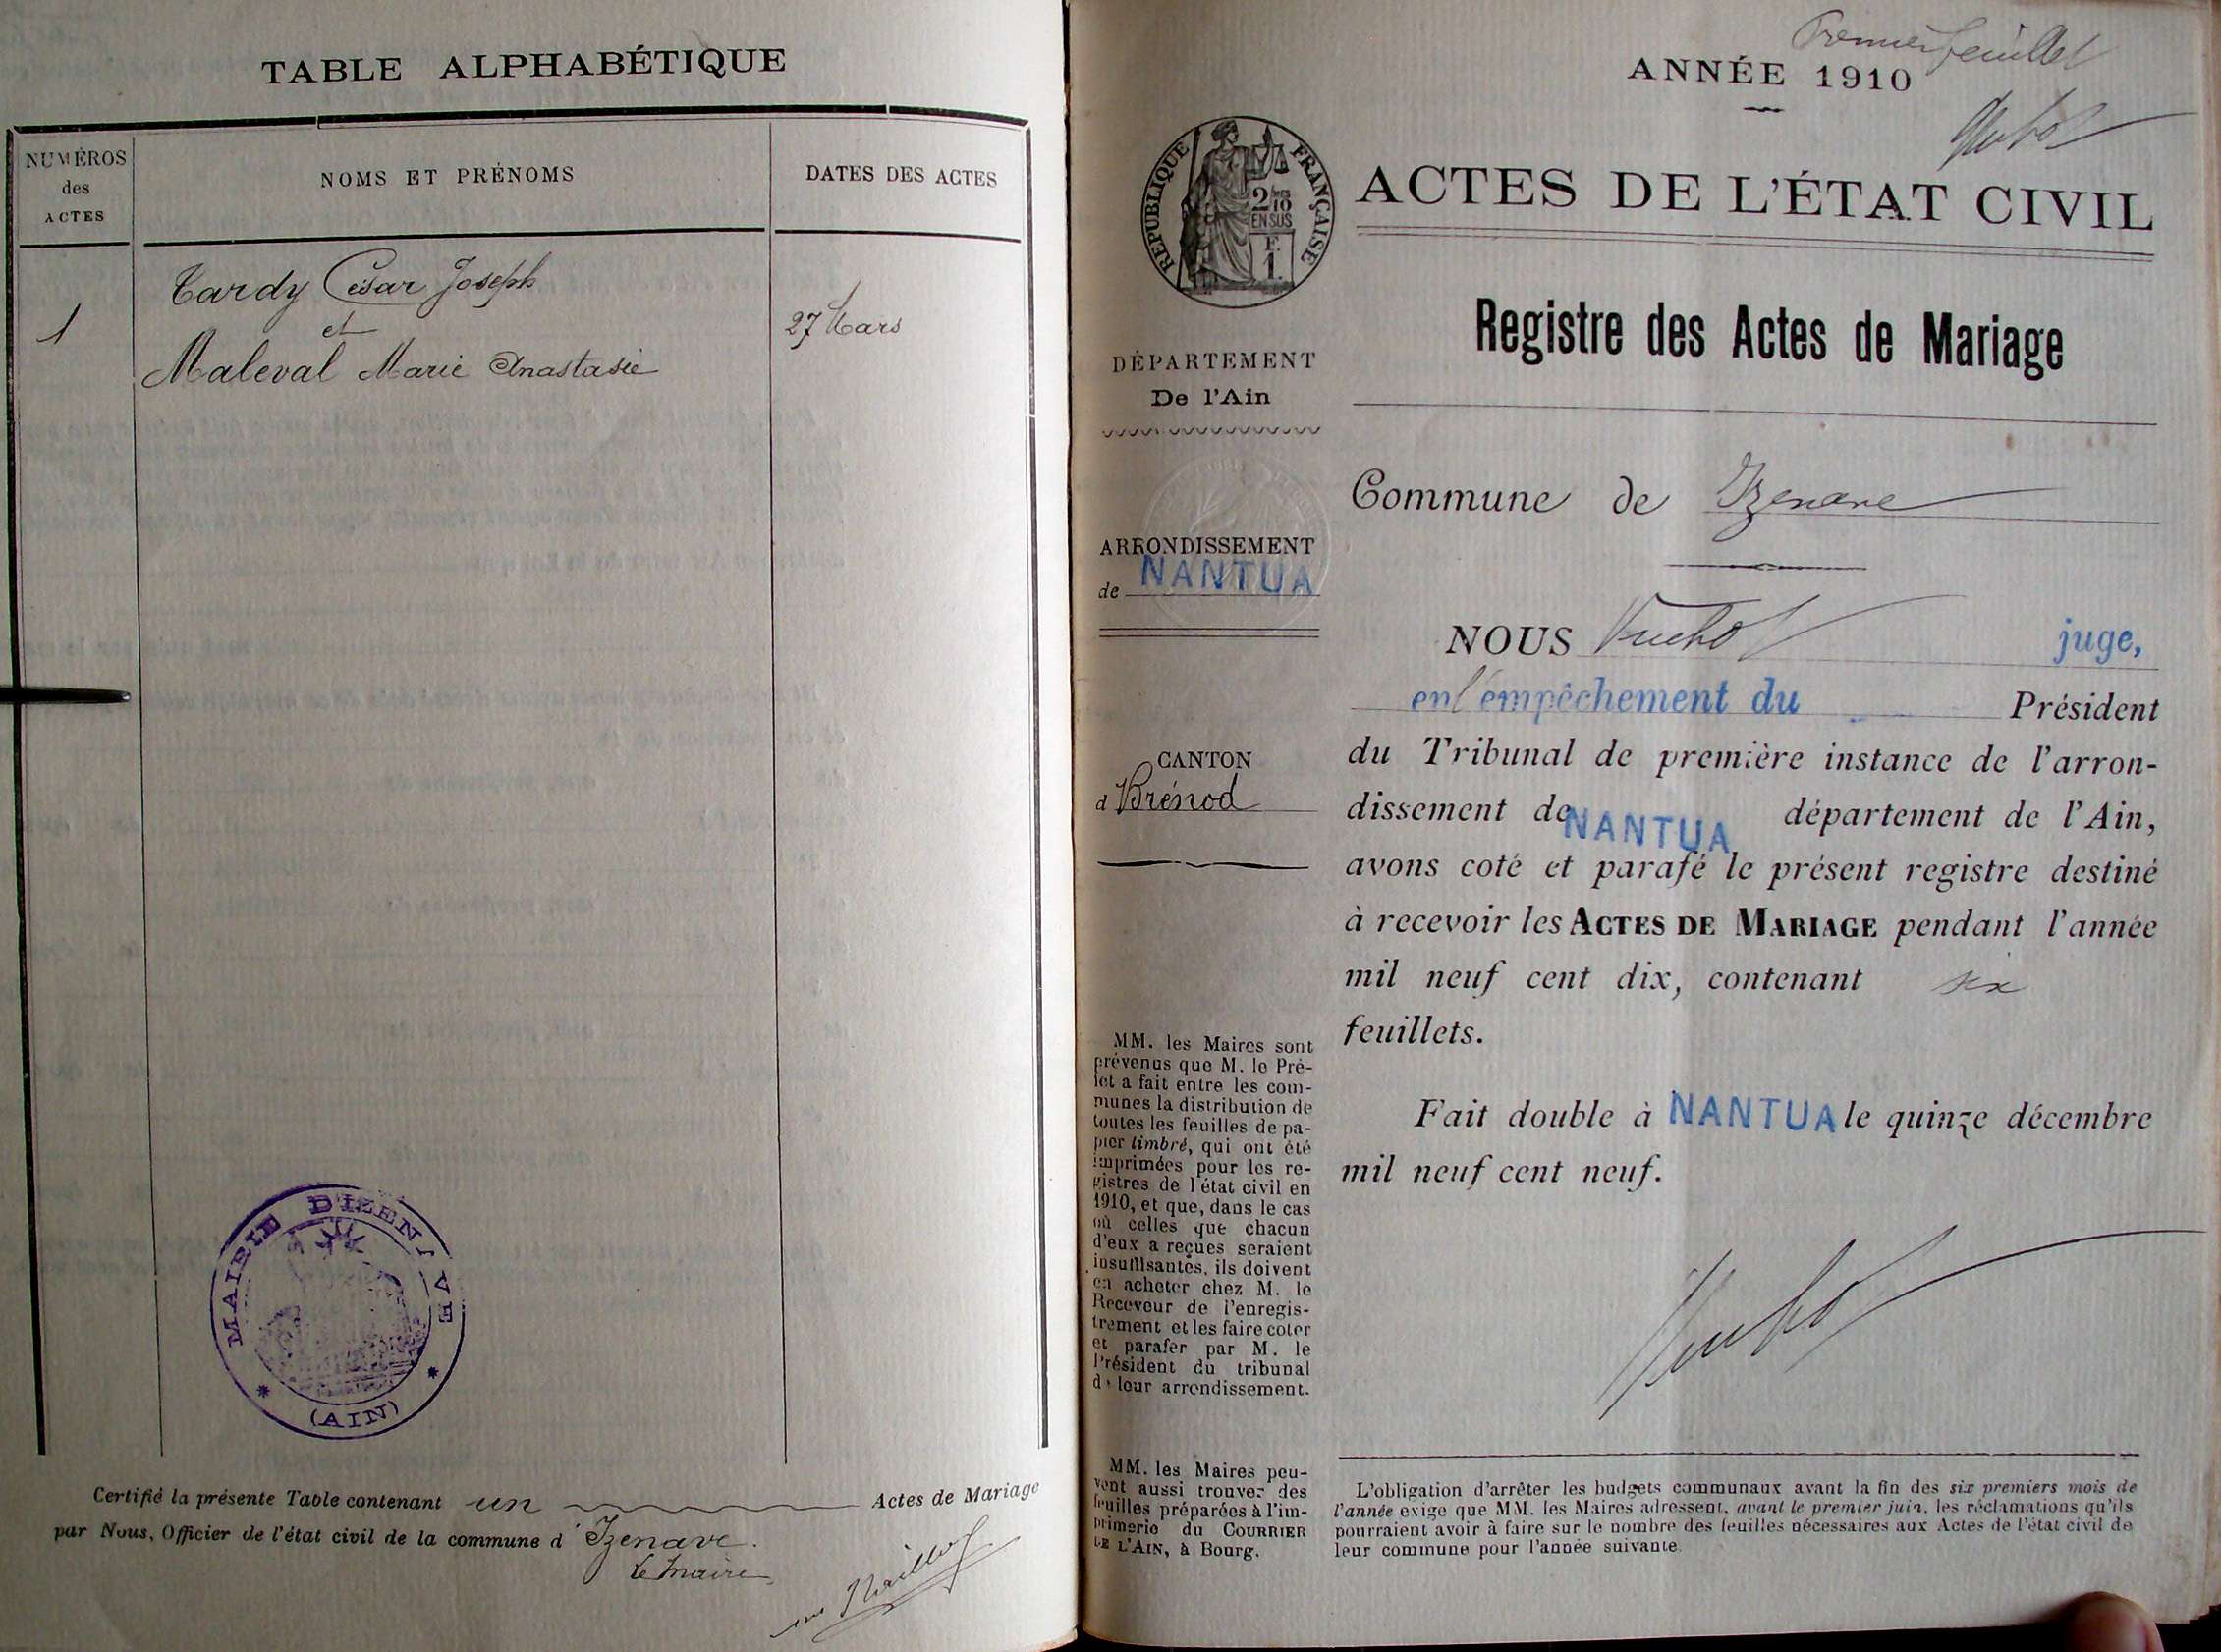 TABLE ALPHABÉTIQUE
NUMÉROS
des
ACTES
NOMS ET PRÉNOMS
DATES DES ACTES
Tardy César Joseph
1
et
27 Mars
Maleval Marie Anastasie
MAIRIE D'IZENAVE
(AIN)
Certifié la présente Table contenant un Actes de Mariage
par Nous, Officier de l'état civil de la commune d'Izenave.
Le Maire
Premier feuillet
ANNÉE 1910
RÉPUBLIQUE FRANÇAISE
2/10
EN SUS
F.
1.
ACTES DE L'ÉTAT CIVIL
Registre des Actes de Mariage
DÉPARTEMENT
De l'Ain
ARRONDISSEMENT
de NANTUA
CANTON
d Brénod
MM. les Maires sont
prévenus que M. le Pré-
fet a fait entre les com-
munes la distribution de
toutes les feuilles de pa-
pier timbré, qui ont été
imprimées pour les re-
gistres de l'état civil en
1910, et que, dans le cas
où celles que chacun
d'eux a reçues seraient
insuffisantes, ils doivent
en acheter chez M. le
Receveur de l'enregis-
trement et les faire coter
et parafer par M. le
Président du tribunal
de leur arrondissement.
MM. les Maires peu-
vent aussi trouver des
feuilles préparées à l'im-
primerie du COURRIER
DE L'AIN, à Bourg.
Commune de Izenave
NOUS juge,
en l'empêchement du Président
du Tribunal de première instance de l'arron-
dissement de NANTUA département de l'Ain,
avons coté et parafé le présent registre destiné
à recevoir les ACTES DE MARIAGE pendant l'année
mil neuf cent dix, contenant six
feuillets.
Fait double à NANTUA le quinze décembre
mil neuf cent neuf.
L'obligation d'arrêter les budgets communaux avant la fin des six premiers mois de
l'année exige que MM. les Maires adressent, avant le premier juin, les réclamations qu'ils
pourraient avoir à faire sur le nombre des feuilles nécessaires aux Actes de l'état civil de
leur commune pour l'année suivante.